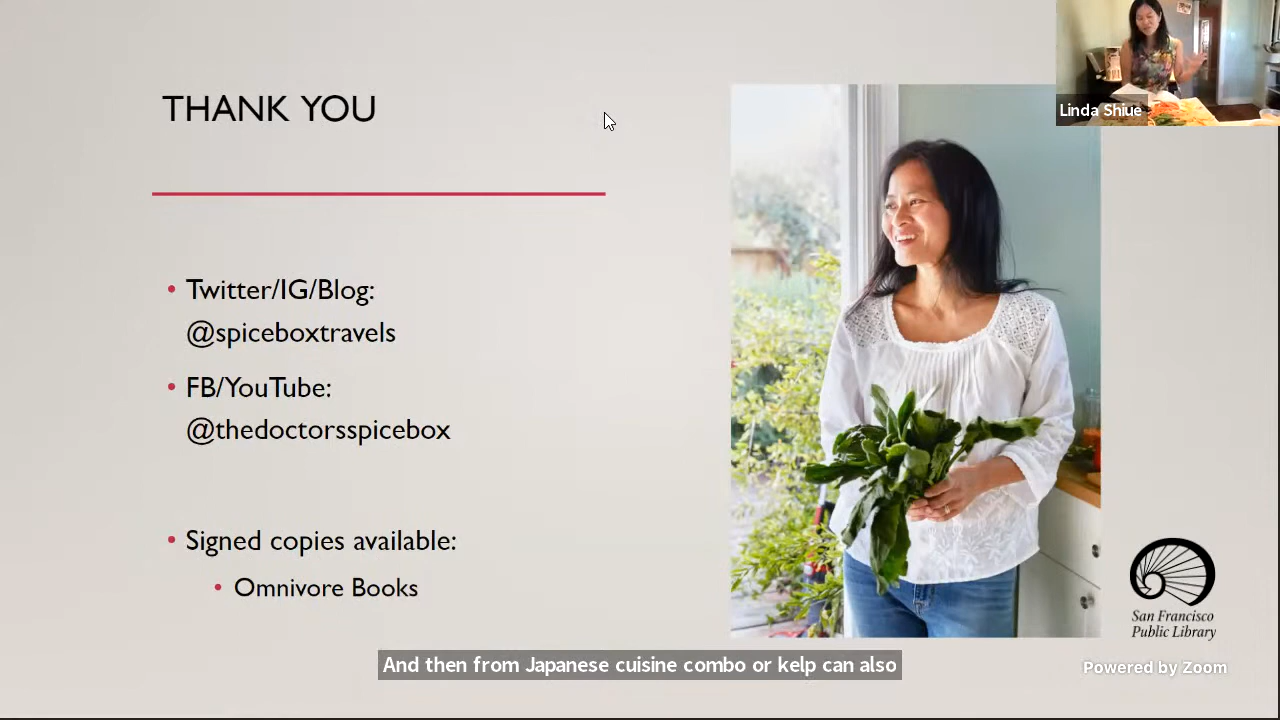 Linda Shiue
THANK YOU
• Twitter/IG/Blog:
@spiceboxtravels
• FB/YouTube:
@thedoctorsspicebox
• Signed copies available:
• Omnivore Books
San Francisco
Public Library
And then from Japanese cuisine combo or kelp can also
Powered by Zoom